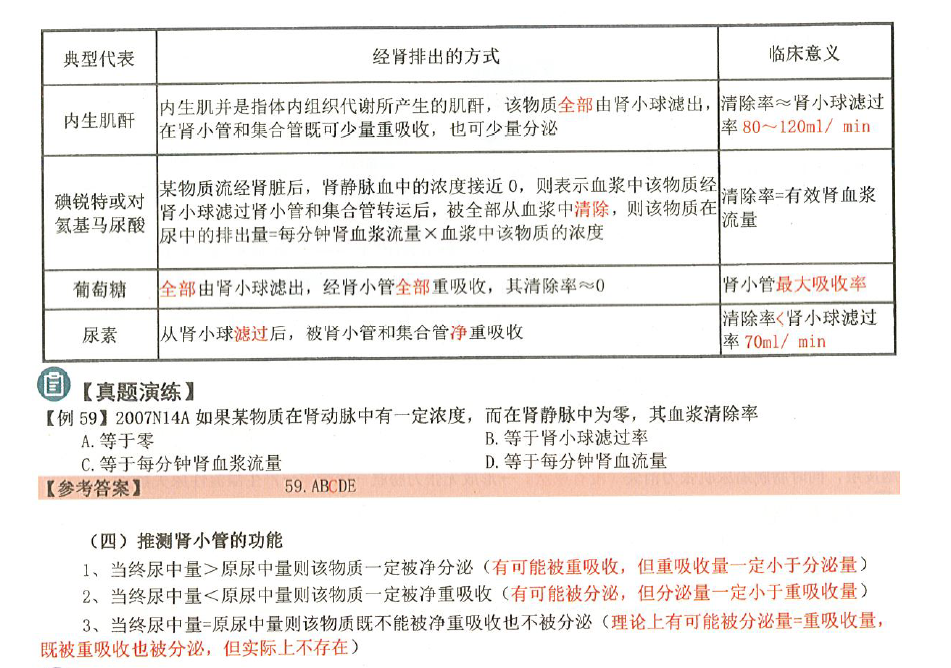 典型代表
经肾排出的方式
临床意义
内生肌酐
内生肌并是指体内组织代谢所产生的肌酐，该物质全部由肾小球滤出，
在肾小管和集合管既可少量重吸收，也可少量分泌
清除率≈肾小球滤过
率 80～120ml/ min
碘锐特或对
氨基马尿酸
某物质流经肾脏后，肾静脉血中的浓度接近 0，则表示血浆中该物质经
肾小球滤过肾小管和集合管转运后，被全部从血浆中清除，则该物质在
尿中的排出量=每分钟肾血浆流量×血浆中该物质的浓度
清除率=有效肾血浆
流量
葡萄糖
全部由肾小球滤出，经肾小管全部重吸收，其清除率≈0
肾小管最大吸收率
尿素
从肾小球滤过后，被肾小管和集合管净重吸收
清除率<肾小球滤过
率 70ml/ min
【真题演练】
【例 59】2007N14A 如果某物质在肾动脉中有一定浓度，而在肾静脉中为零，其血浆清除率
A. 等于零
B. 等于肾小球滤过率
C. 等于每分钟肾血浆流量
D. 等于每分钟肾血流量
【参考答案】 59. ABCDE
（四）推测肾小管的功能
1、当终尿中量＞原尿中量则该物质一定被净分泌（有可能被重吸收，但重吸收量一定小于分泌量）
2、当终尿中量＜原尿中量则该物质一定被净重吸收（有可能被分泌，但分泌量一定小于重吸收量）
3、当终尿中量=原尿中量则该物质既不能被净重吸收也不被分泌（理论上有可能被分泌量=重吸收量，
既被重吸收也被分泌，但实际上不存在）